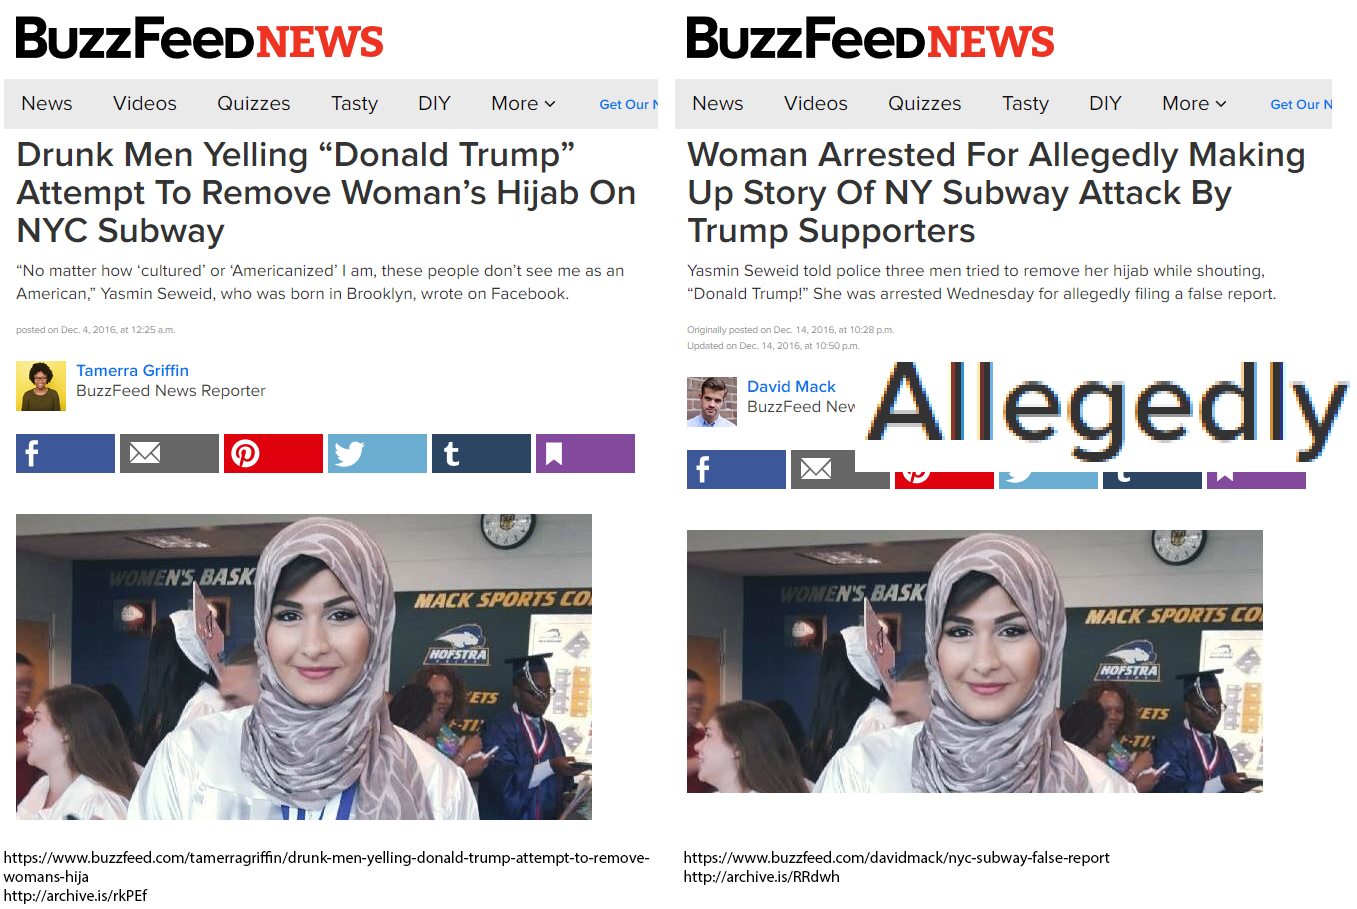 BuzzFeedNEWS
News Videos Quizzes Tasty DIY More Get Our N
Drunk Men Yelling “Donald Trump”
Attempt To Remove Woman’s Hijab On
NYC Subway
“No matter how ‘cultured’ or ‘Americanized’ I am, these people don’t see me as an
American,” Yasmin Seweid, who was born in Brooklyn, wrote on Facebook.
posted on Dec. 4, 2016, at 12:25 a.m.
Tamerra Griffin
BuzzFeed News Reporter
WOMEN'S BASK
MACK SPORTS CO
HOFSTRA
ETS
https://www.buzzfeed.com/tamerragriffin/drunk-men-yelling-donald-trump-attempt-to-remove-
womans-hija
http://archive.is/rkPEf
BuzzFeedNEWS
News Videos Quizzes Tasty DIY More Get Our N
Woman Arrested For Allegedly Making
Up Story Of NY Subway Attack By
Trump Supporters
Yasmin Seweid told police three men tried to remove her hijab while shouting,
“Donald Trump!” She was arrested Wednesday for allegedly filing a false report.
Originally posted on Dec. 14, 2016, at 10:28 p.m.
Updated on Dec. 14, 2016, at 10:50 p.m.
Allegedly
David Mack
BuzzFeed New
WOMEN'S BASK
MACK SPORTS CO
HOFSTRA
ETS
https://www.buzzfeed.com/davidmack/nyc-subway-false-report
http://archive.is/RRdwh